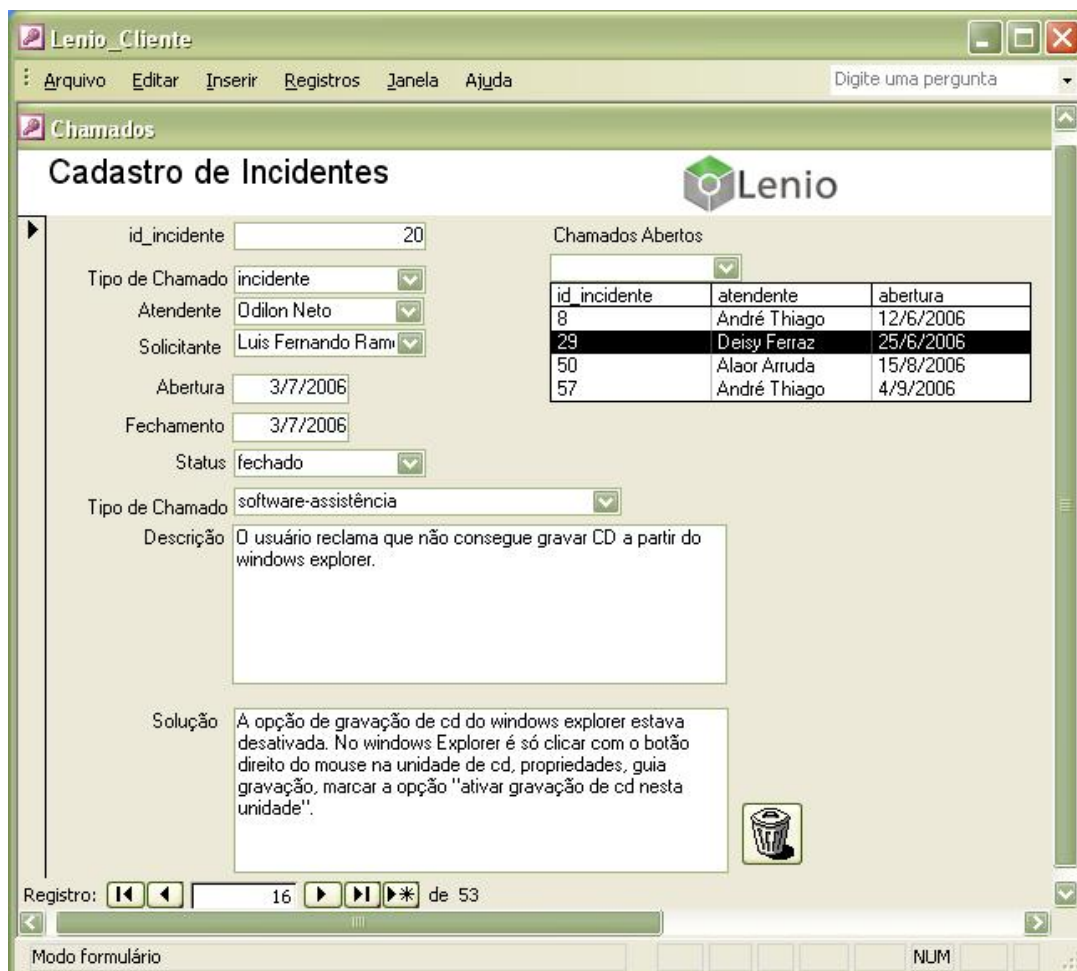 Lenio_Cliente
Arquivo Editar Inserir Registros Janela Ajuda Digite uma pergunta
Chamados
Cadastro de Incidentes
Lenio
id_incidente 20
Chamados Abertos
Tipo de Chamado incidente
Atendente Odilon Neto
Solicitante Luis Fernando
id_incidente atendente abertura
8 André Thiago 12/6/2006
29 Deisy Ferraz 25/6/2006
50 Alaor Arruda 15/8/2006
57 André Thiago 4/9/2006
Abertura 3/7/2006
Fechamento 3/7/2006
Status fechado
Tipo de Chamado software-assistência
Descrição O usuário reclama que não consegue gravar CD a partir do
windows explorer.
Solução A opção de gravação de cd do windows explorer estava
desativada. No windows Explorer é só clicar com o botão
direito do mouse na unidade de cd, propriedades, guia
gravação, marcar a opção "ativar gravação de cd nesta
unidade".
Registro: 16 de 53
Modo formulário NUM